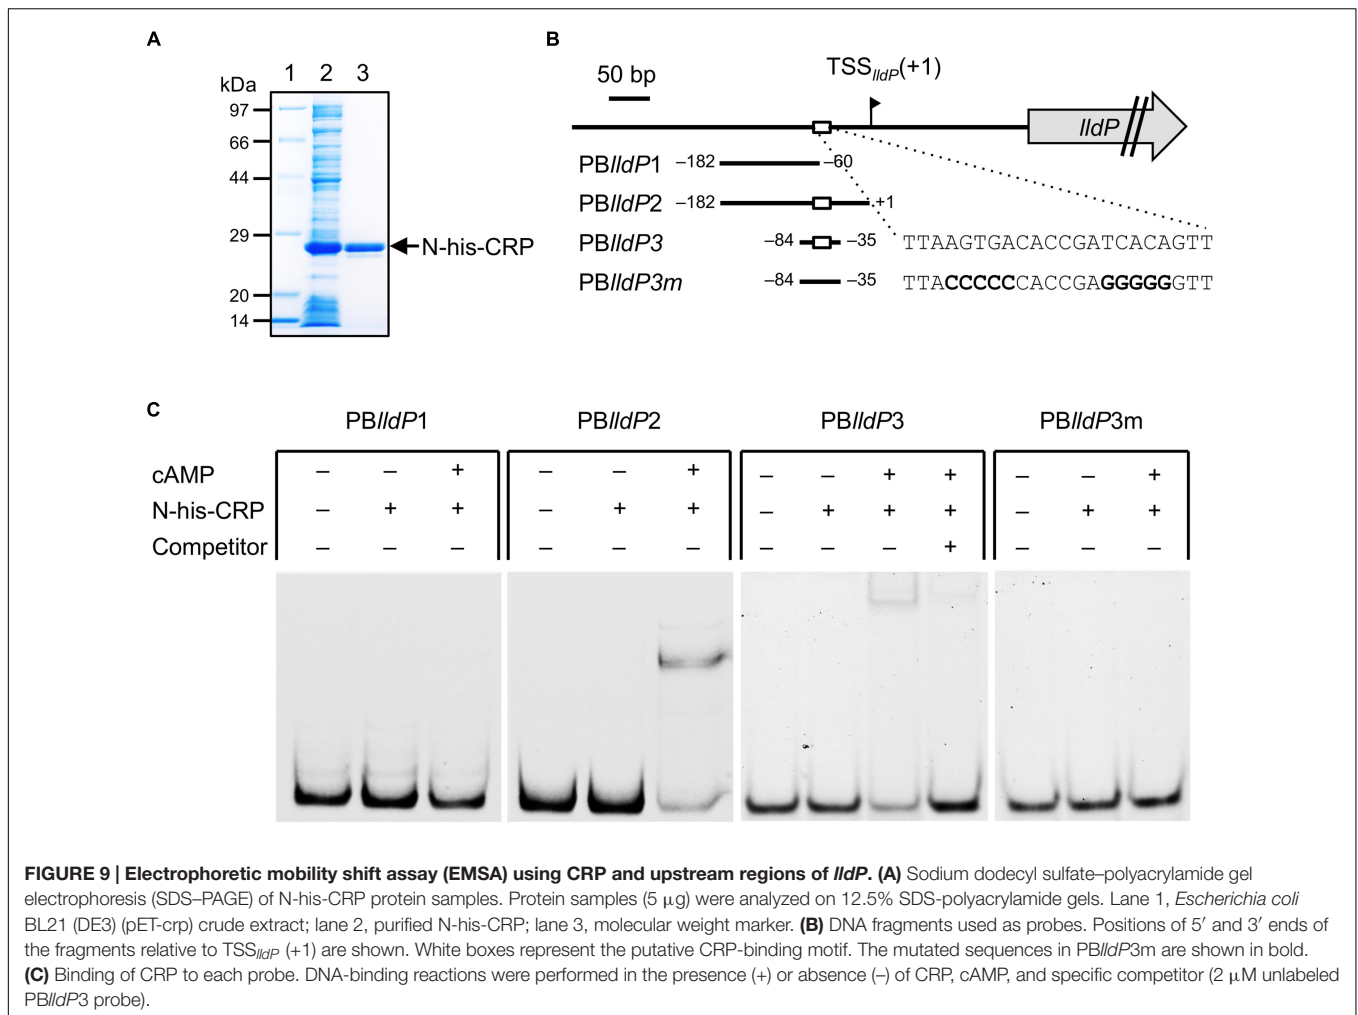 A
1 2 3
kDa
97
66
44
29
20
14
N-his-CRP
B
50 bp
TSSlldP(+1)
lldP
PBlldP1 –182 –60
PBlldP2 –182 +1
PBlldP3 –84 –35 TTAAGTGACACCGATCACAGTT
PBlldP3m –84 –35 TTACCCCCCACCGAGGGGGGTT
C
PBlldP1 PBlldP2 PBlldP3 PBlldP3m
cAMP – – + – – + – – + + – – +
N-his-CRP – + + – + + – + + + – + +
Competitor – – – – – – – – – + – – –
FIGURE 9 | Electrophoretic mobility shift assay (EMSA) using CRP and upstream regions of lldP. (A) Sodium dodecyl sulfate–polyacrylamide gel
electrophoresis (SDS–PAGE) of N-his-CRP protein samples. Protein samples (5 μg) were analyzed on 12.5% SDS-polyacrylamide gels. Lane 1, Escherichia coli
BL21 (DE3) (pET-crp) crude extract; lane 2, purified N-his-CRP; lane 3, molecular weight marker. (B) DNA fragments used as probes. Positions of 5′ and 3′ ends of
the fragments relative to TSSlldP (+1) are shown. White boxes represent the putative CRP-binding motif. The mutated sequences in PBlldP3m are shown in bold.
(C) Binding of CRP to each probe. DNA-binding reactions were performed in the presence (+) or absence (–) of CRP, cAMP, and specific competitor (2 μM unlabeled
PBlldP3 probe).